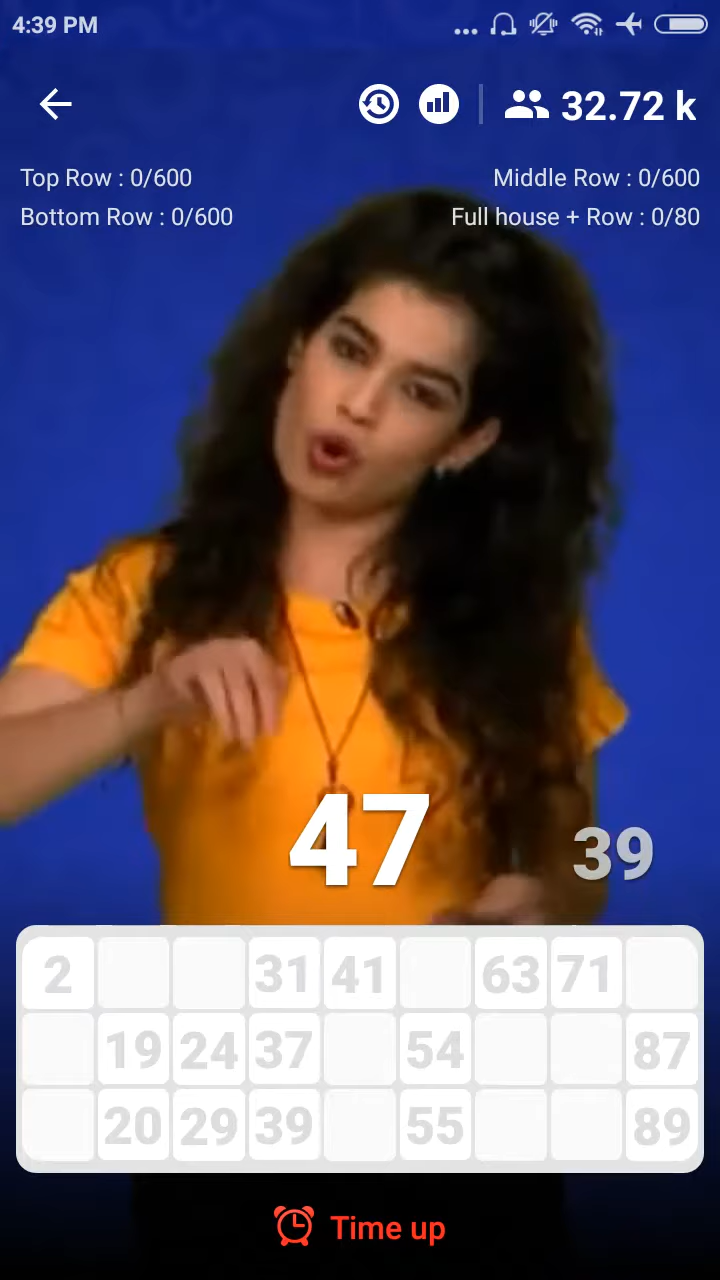 4:39 PM
32.72 k
Top Row : 0/600
Middle Row : 0/600
Bottom Row : 0/600
Full house + Row : 0/80
47
39
2 31 41 63 71
19 24 37 54 87
20 29 39 55 89
Time up